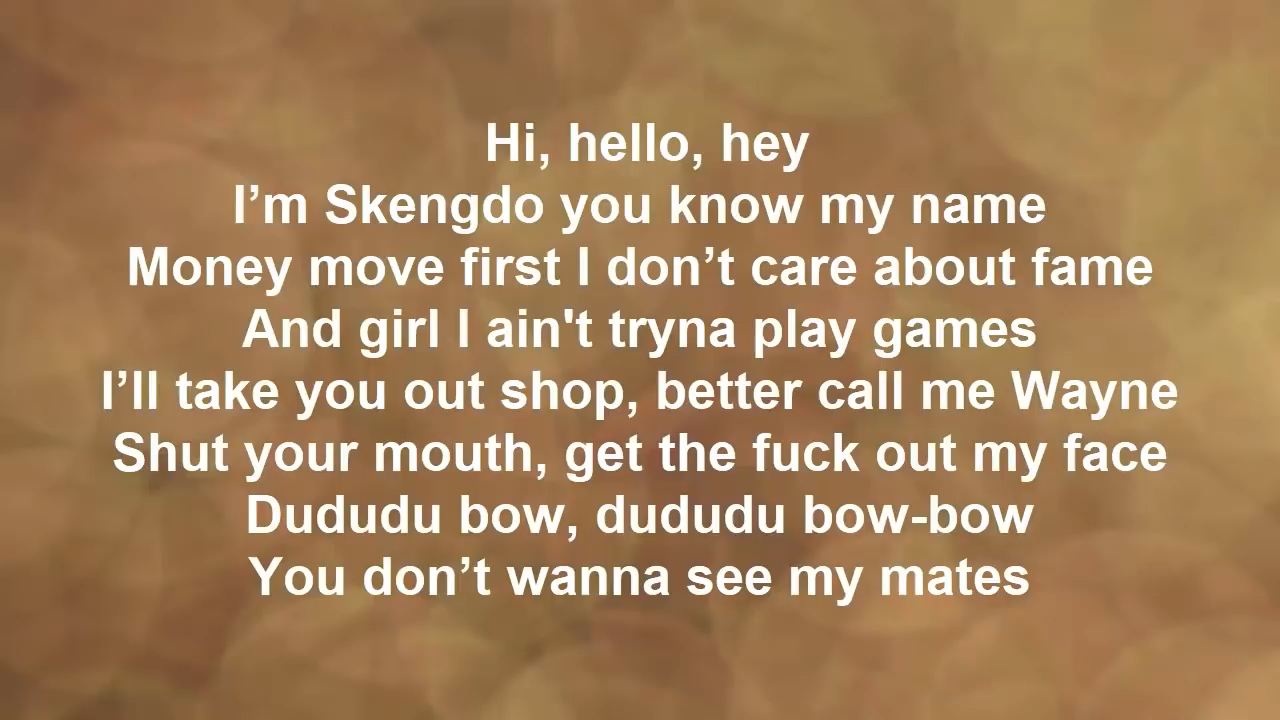 Hi, hello, hey
I’m Skengdo you know my name
Money move first I don’t care about fame
And girl I ain't tryna play games
I’ll take you out shop, better call me Wayne
Shut your mouth, get the fuck out my face
Dududu bow, dududu bow-bow
You don’t wanna see my mates